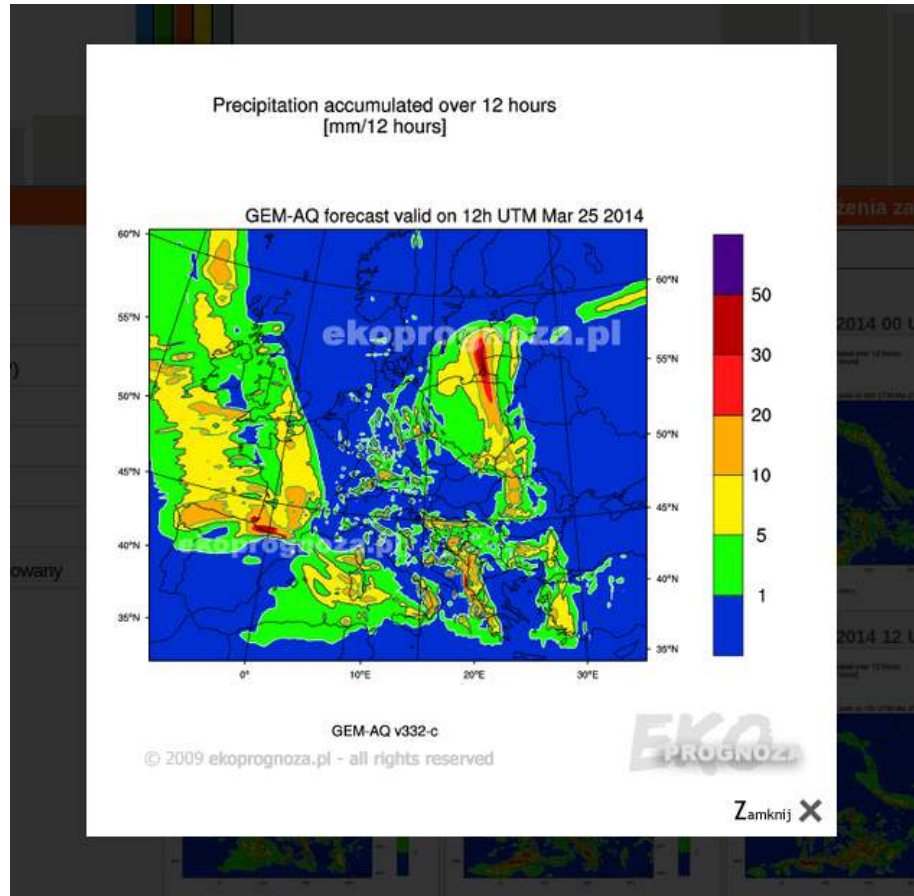 żenia za
Precipitation accumulated over 12 hours
[mm/12 hours]
GEM-AQ forecast valid on 12h UTM Mar 25 2014
60°N
55°N
50°N
45°N
40°N
35°N
60°N
55°N
50°N
45°N
40°N
35°N
0°
10°E
20°E
30°E
ekoprognoza.pl
ekoprognoza.pl
50
30
20
10
5
1
2014 00 U
2014 12 U
owany
GEM-AQ v332-c
© 2009 ekoprognoza.pl - all rights reserved
EKO
PROGNOZA
Zamknij